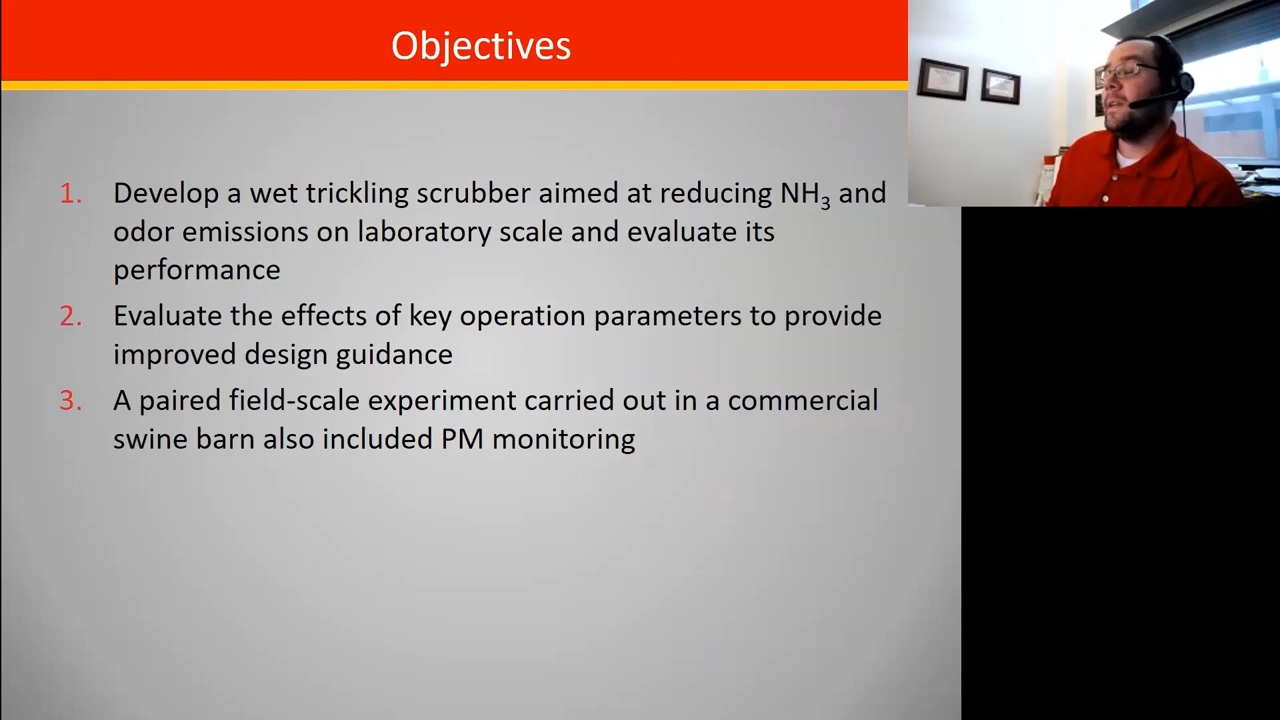 Objectives
1. Develop a wet trickling scrubber aimed at reducing NH₃ and
odor emissions on laboratory scale and evaluate its
performance
2. Evaluate the effects of key operation parameters to provide
improved design guidance
3. A paired field-scale experiment carried out in a commercial
swine barn also included PM monitoring